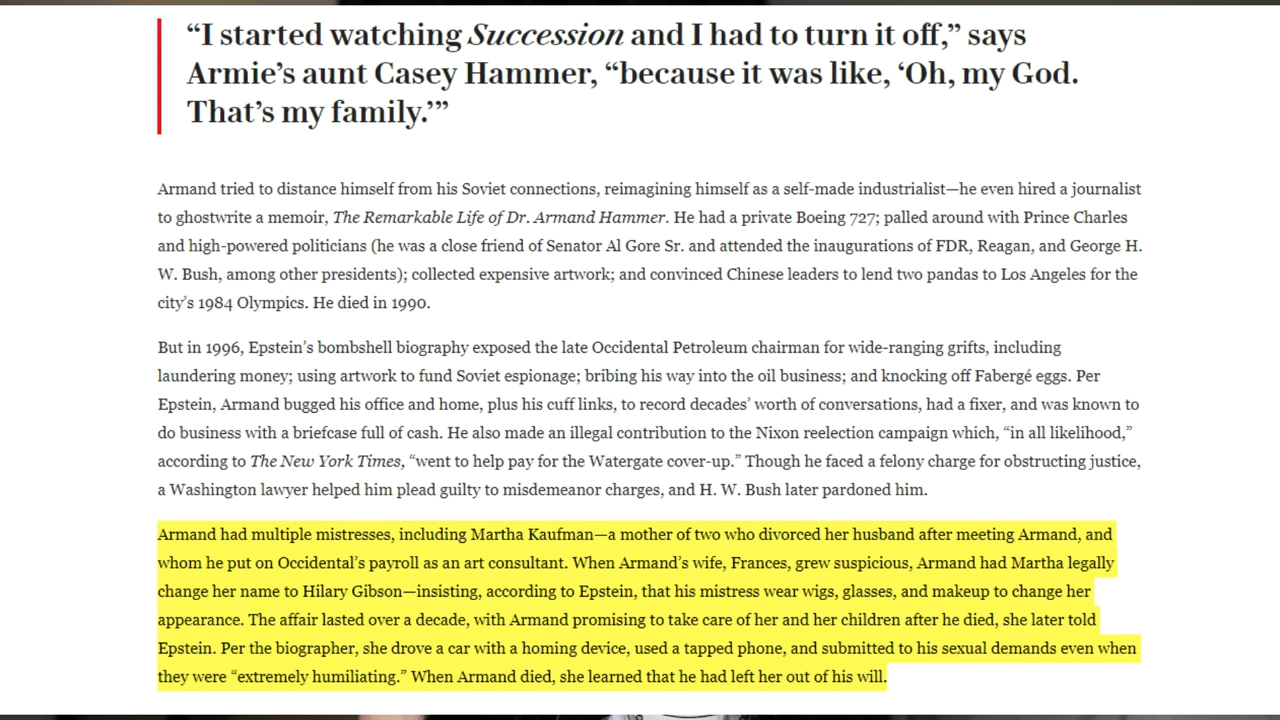 “I started watching Succession and I had to turn it off,” says
Armie’s aunt Casey Hammer, “because it was like, ‘Oh, my God.
That’s my family.’”
Armand tried to distance himself from his Soviet connections, reimagining himself as a self-made industrialist—he even hired a journalist
to ghostwrite a memoir, The Remarkable Life of Dr. Armand Hammer. He had a private Boeing 727; palled around with Prince Charles
and high-powered politicians (he was a close friend of Senator Al Gore Sr. and attended the inaugurations of FDR, Reagan, and George H.
W. Bush, among other presidents); collected expensive artwork; and convinced Chinese leaders to lend two pandas to Los Angeles for the
city’s 1984 Olympics. He died in 1990.
But in 1996, Epstein’s bombshell biography exposed the late Occidental Petroleum chairman for wide-ranging grifts, including
laundering money; using artwork to fund Soviet espionage; bribing his way into the oil business; and knocking off Fabergé eggs. Per
Epstein, Armand bugged his office and home, plus his cuff links, to record decades’ worth of conversations, had a fixer, and was known to
do business with a briefcase full of cash. He also made an illegal contribution to the Nixon reelection campaign which, “in all likelihood,”
according to The New York Times, “went to help pay for the Watergate cover-up.” Though he faced a felony charge for obstructing justice,
a Washington lawyer helped him plead guilty to misdemeanor charges, and H. W. Bush later pardoned him.
Armand had multiple mistresses, including Martha Kaufman—a mother of two who divorced her husband after meeting Armand, and
whom he put on Occidental’s payroll as an art consultant. When Armand’s wife, Frances, grew suspicious, Armand had Martha legally
change her name to Hilary Gibson—insisting, according to Epstein, that his mistress wear wigs, glasses, and makeup to change her
appearance. The affair lasted over a decade, with Armand promising to take care of her and her children after he died, she later told
Epstein. Per the biographer, she drove a car with a homing device, used a tapped phone, and submitted to his sexual demands even when
they were “extremely humiliating.” When Armand died, she learned that he had left her out of his will.